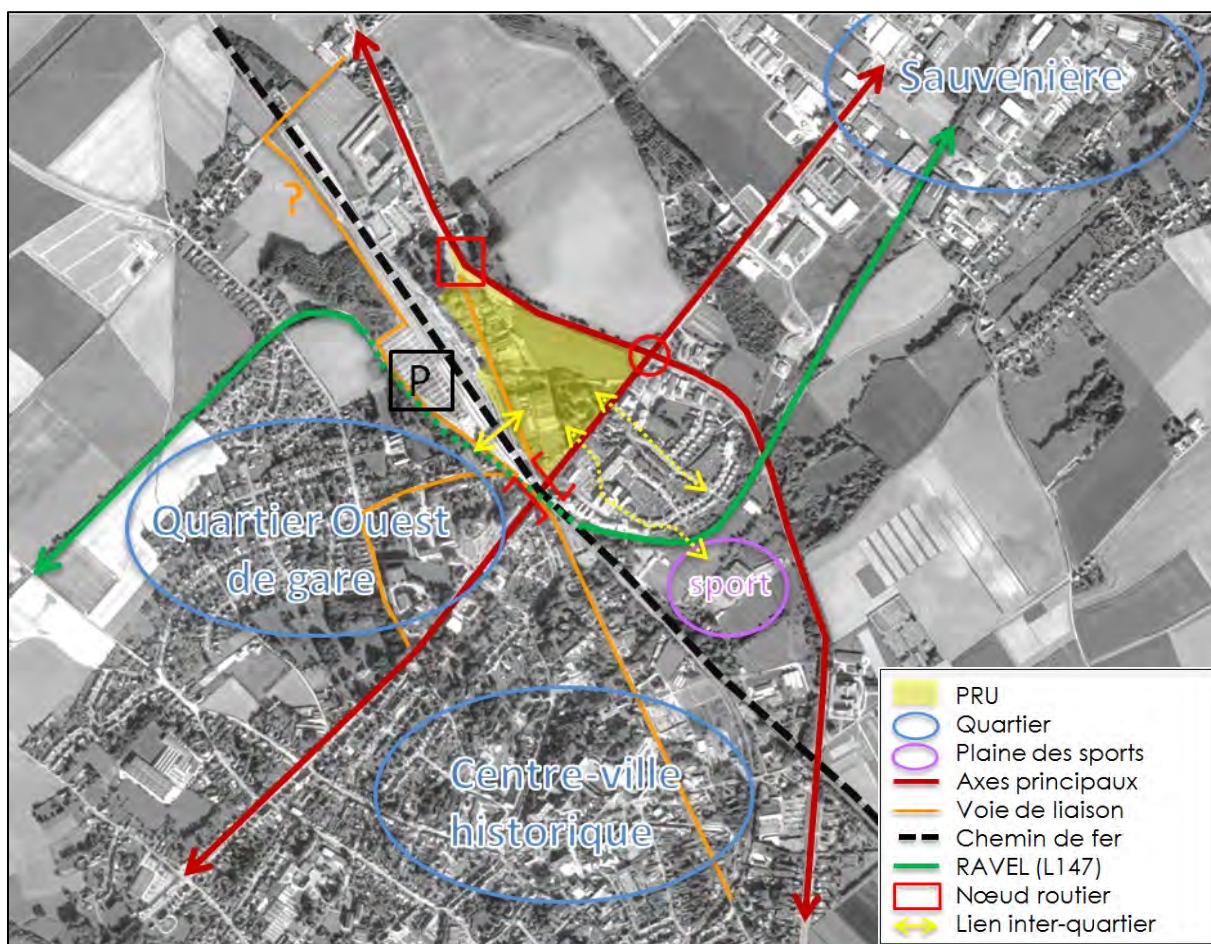 Sauvenière
?
P
Quartier Ouest
de gare
sport
Centre-ville
historique
PRU
Quartier
Plaine des sports
Axes principaux
Voie de liaison
Chemin de fer
RAVEL (L147)
Nœud routier
Lien inter-quartier